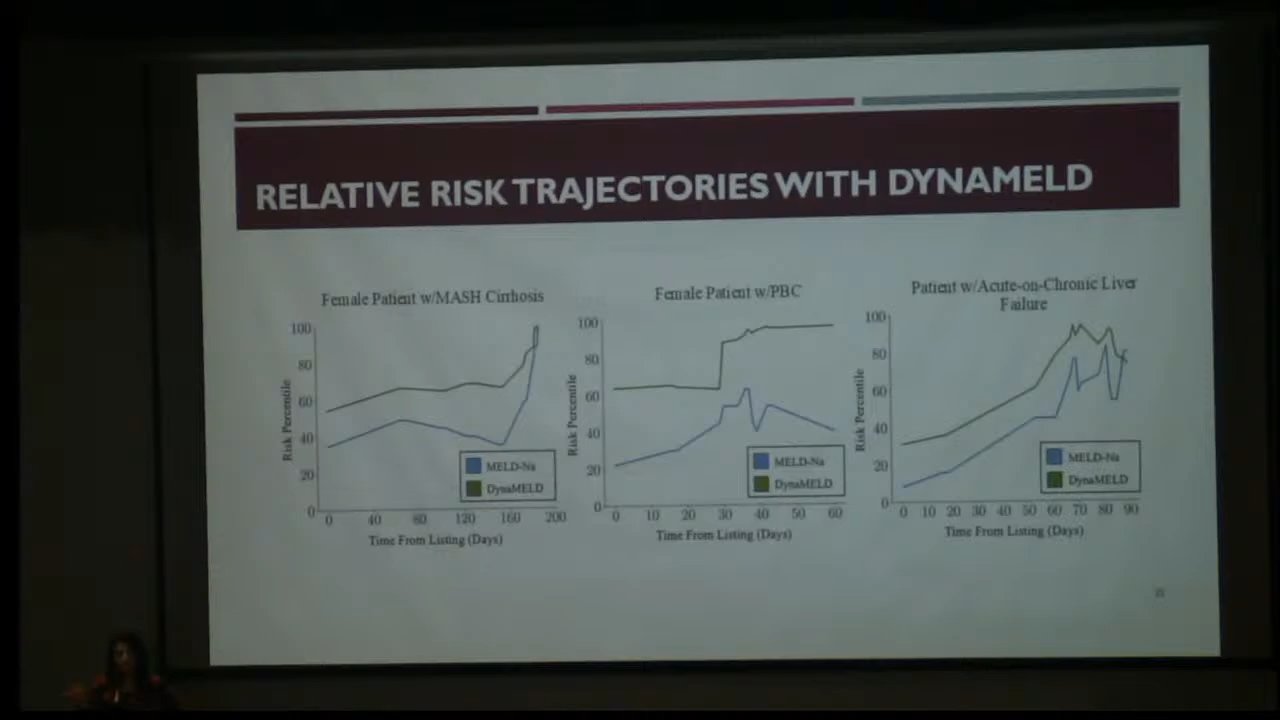 RELATIVE RISK TRAJECTORIES WITH DYNAMELD
Female Patient w/MASH Cirrhosis
100
80
60
40
20
0
Risk Percentile
0 40 80 120 160 200
Time From Listing (Days)
MELD-Na
DynaMELD
Female Patient w/PBC
100
80
60
40
20
0
Risk Percentile
0 10 20 30 40 50 60
Time From Listing (Days)
MELD-Na
DynaMELD
Patient w/Acute-on-Chronic Liver
Failure
100
80
60
40
20
0
Risk Percentile
0 10 20 30 40 50 60 70 80 90
Time From Listing (Days)
MELD-Na
DynaMELD